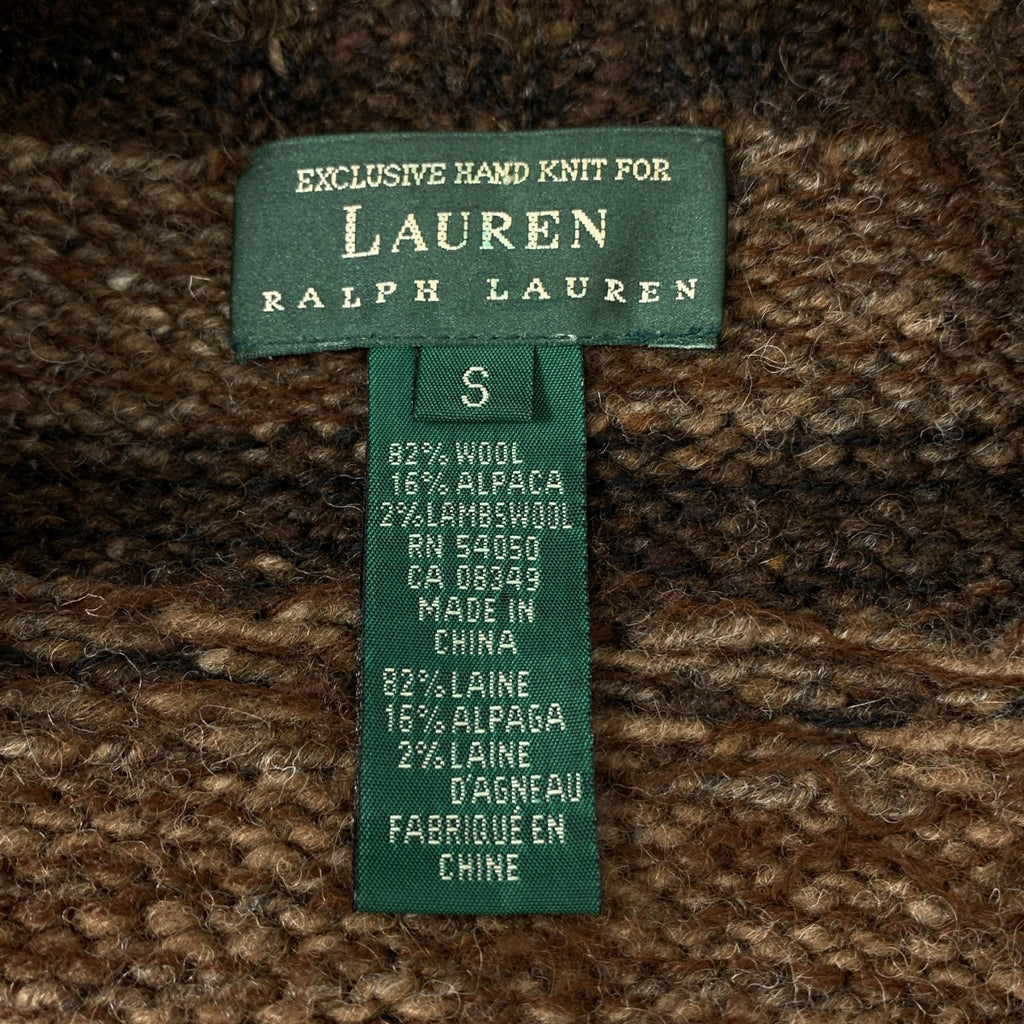 EXCLUSIVE HAND KNIT FOR
LAUREN
RALPH LAUREN
S
82% WOOL
16% ALPACA
2% LAMBSWOOL
RN 54050
CA 08349
MADE IN
CHINA
82% LAINE
16% ALPAGA
2% LAINE
D'AGNEAU
FABRIQUÉ EN
CHINE